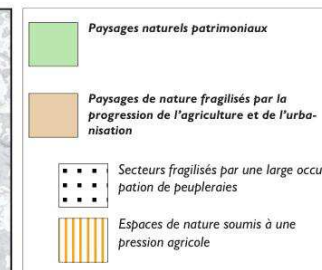 Paysages naturels patrimoniaux
Paysages de nature fragilisés par la
progression de l'agriculture et de l'urba-
nisation
Secteurs fragilisés par une large occu
pation de peupleraies
Espaces de nature soumis à une
pression agricole